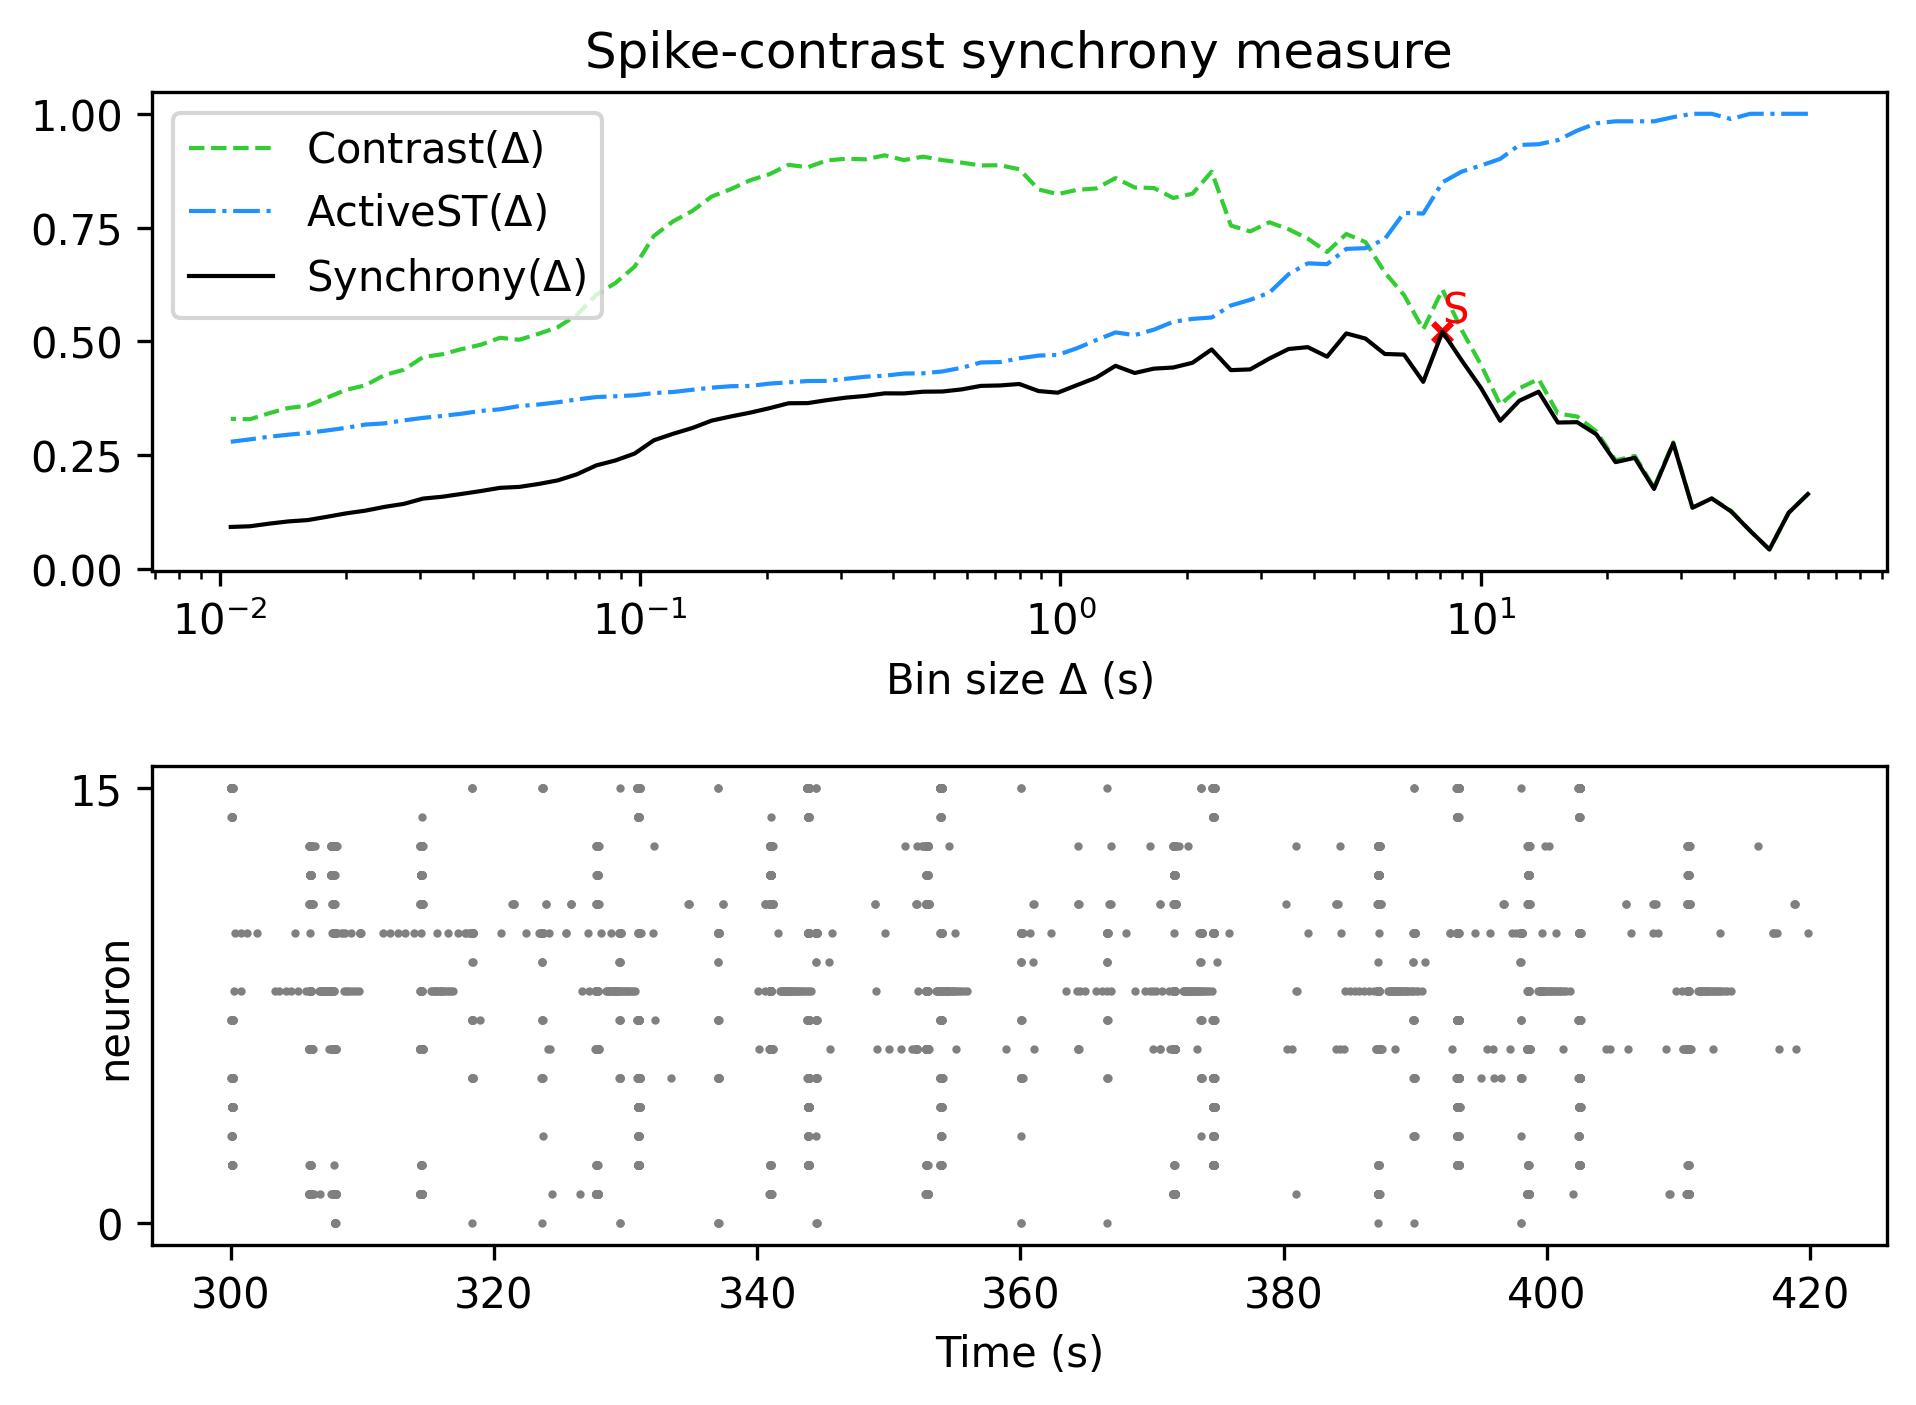 Spike-contrast synchrony measure
1.00
0.75
0.50
0.25
0.00
Contrast(Δ)
ActiveST(Δ)
Synchrony(Δ)
S
10⁻² 10⁻¹ 10⁰ 10¹
Bin size Δ (s)
15
0
neuron
300 320 340 360 380 400 420
Time (s)